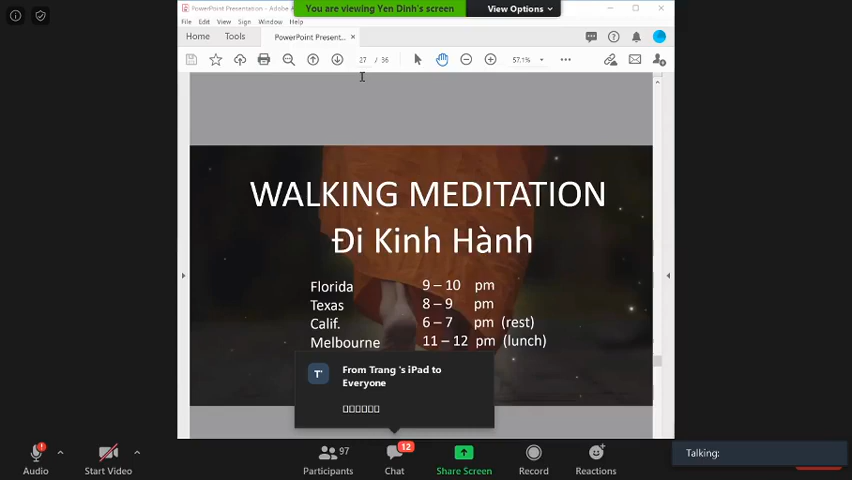 PowerPoint Presentation - Adobe A
You are viewing Yen Dinh's screen
View Options
File Edit View Sign Window Help
Home Tools PowerPoint Present... ×
27 / 36 57.1%
WALKING MEDITATION
Đi Kinh Hành
Florida 9 – 10 pm
Texas 8 – 9 pm
Calif. 6 – 7 pm (rest)
Melbourne 11 – 12 pm (lunch)
T'
From Trang 's iPad to
Everyone
97 12
Audio Start Video Participants Chat Share Screen Record Reactions
Talking: